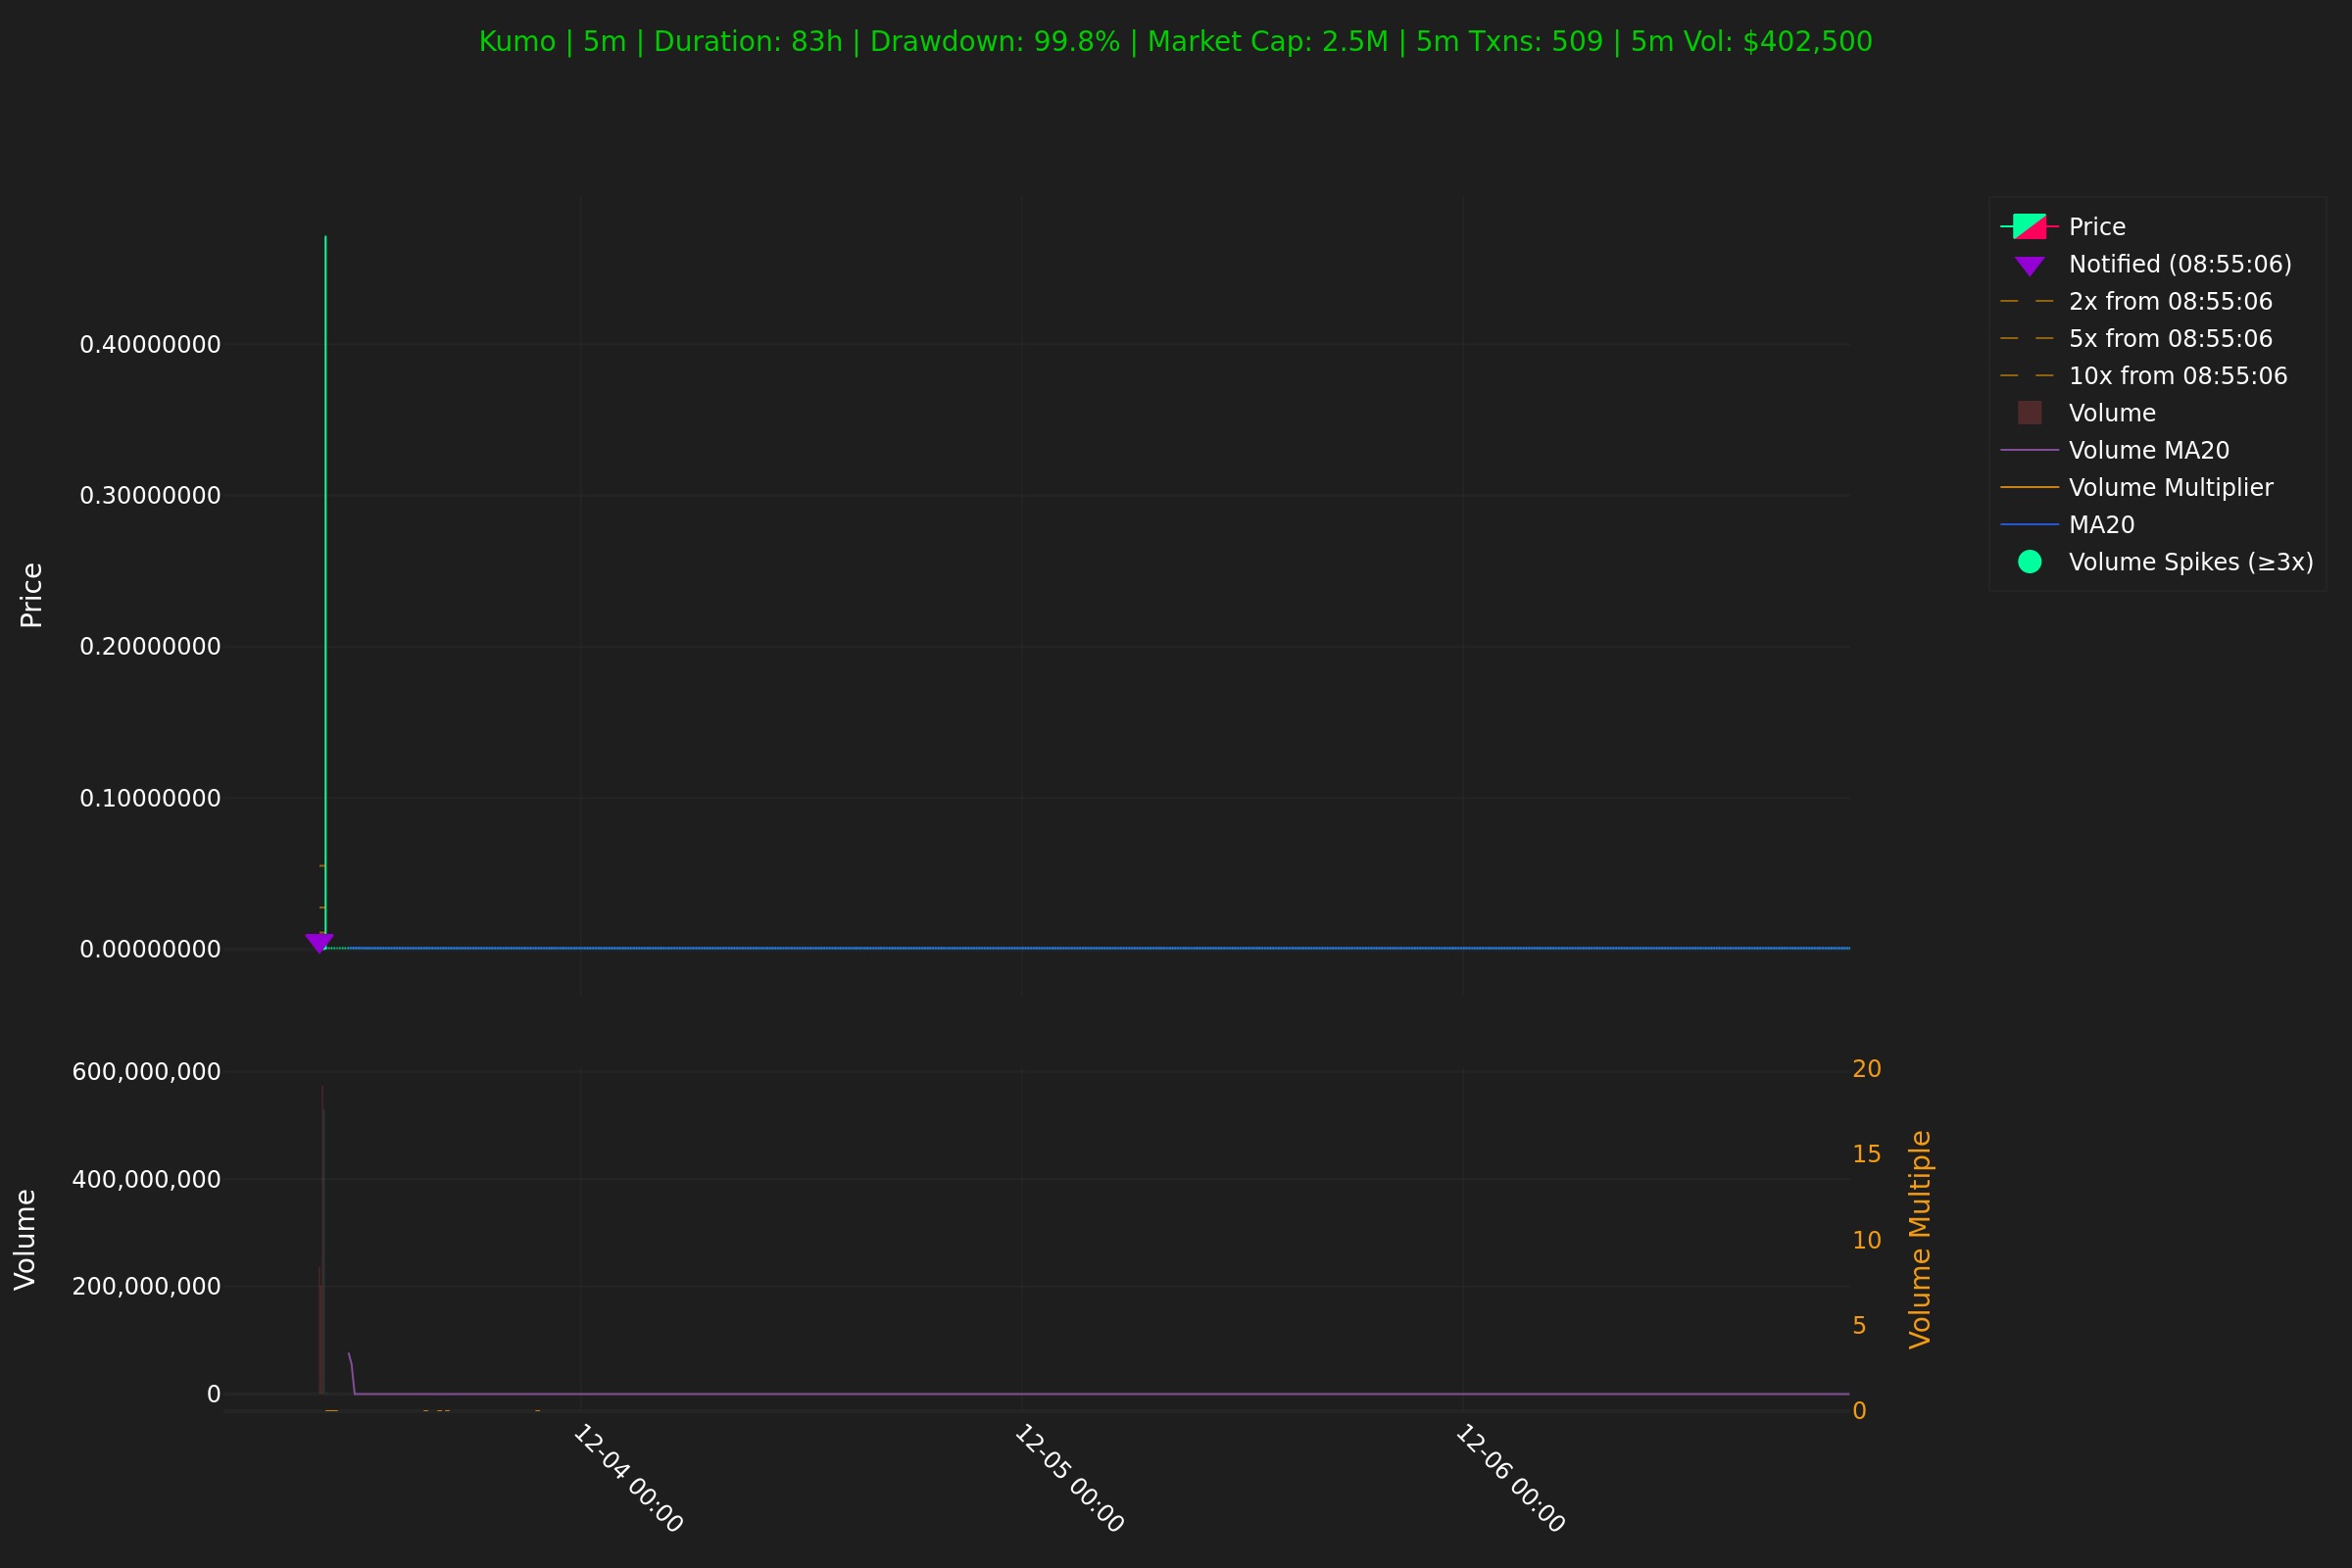 Kumo | 5m | Duration: 83h | Drawdown: 99.8% | Market Cap: 2.5M | 5m Txns: 509 | 5m Vol: $402,500
Price
0.40000000
0.30000000
0.20000000
0.10000000
0.00000000
Price
Notified (08:55:06)
2x from 08:55:06
5x from 08:55:06
10x from 08:55:06
Volume
Volume MA20
Volume Multiplier
MA20
Volume Spikes (≥3x)
Volume
600,000,000
400,000,000
200,000,000
0
20
15
10
5
0
Volume Multiple
12-04 00:00
12-05 00:00
12-06 00:00